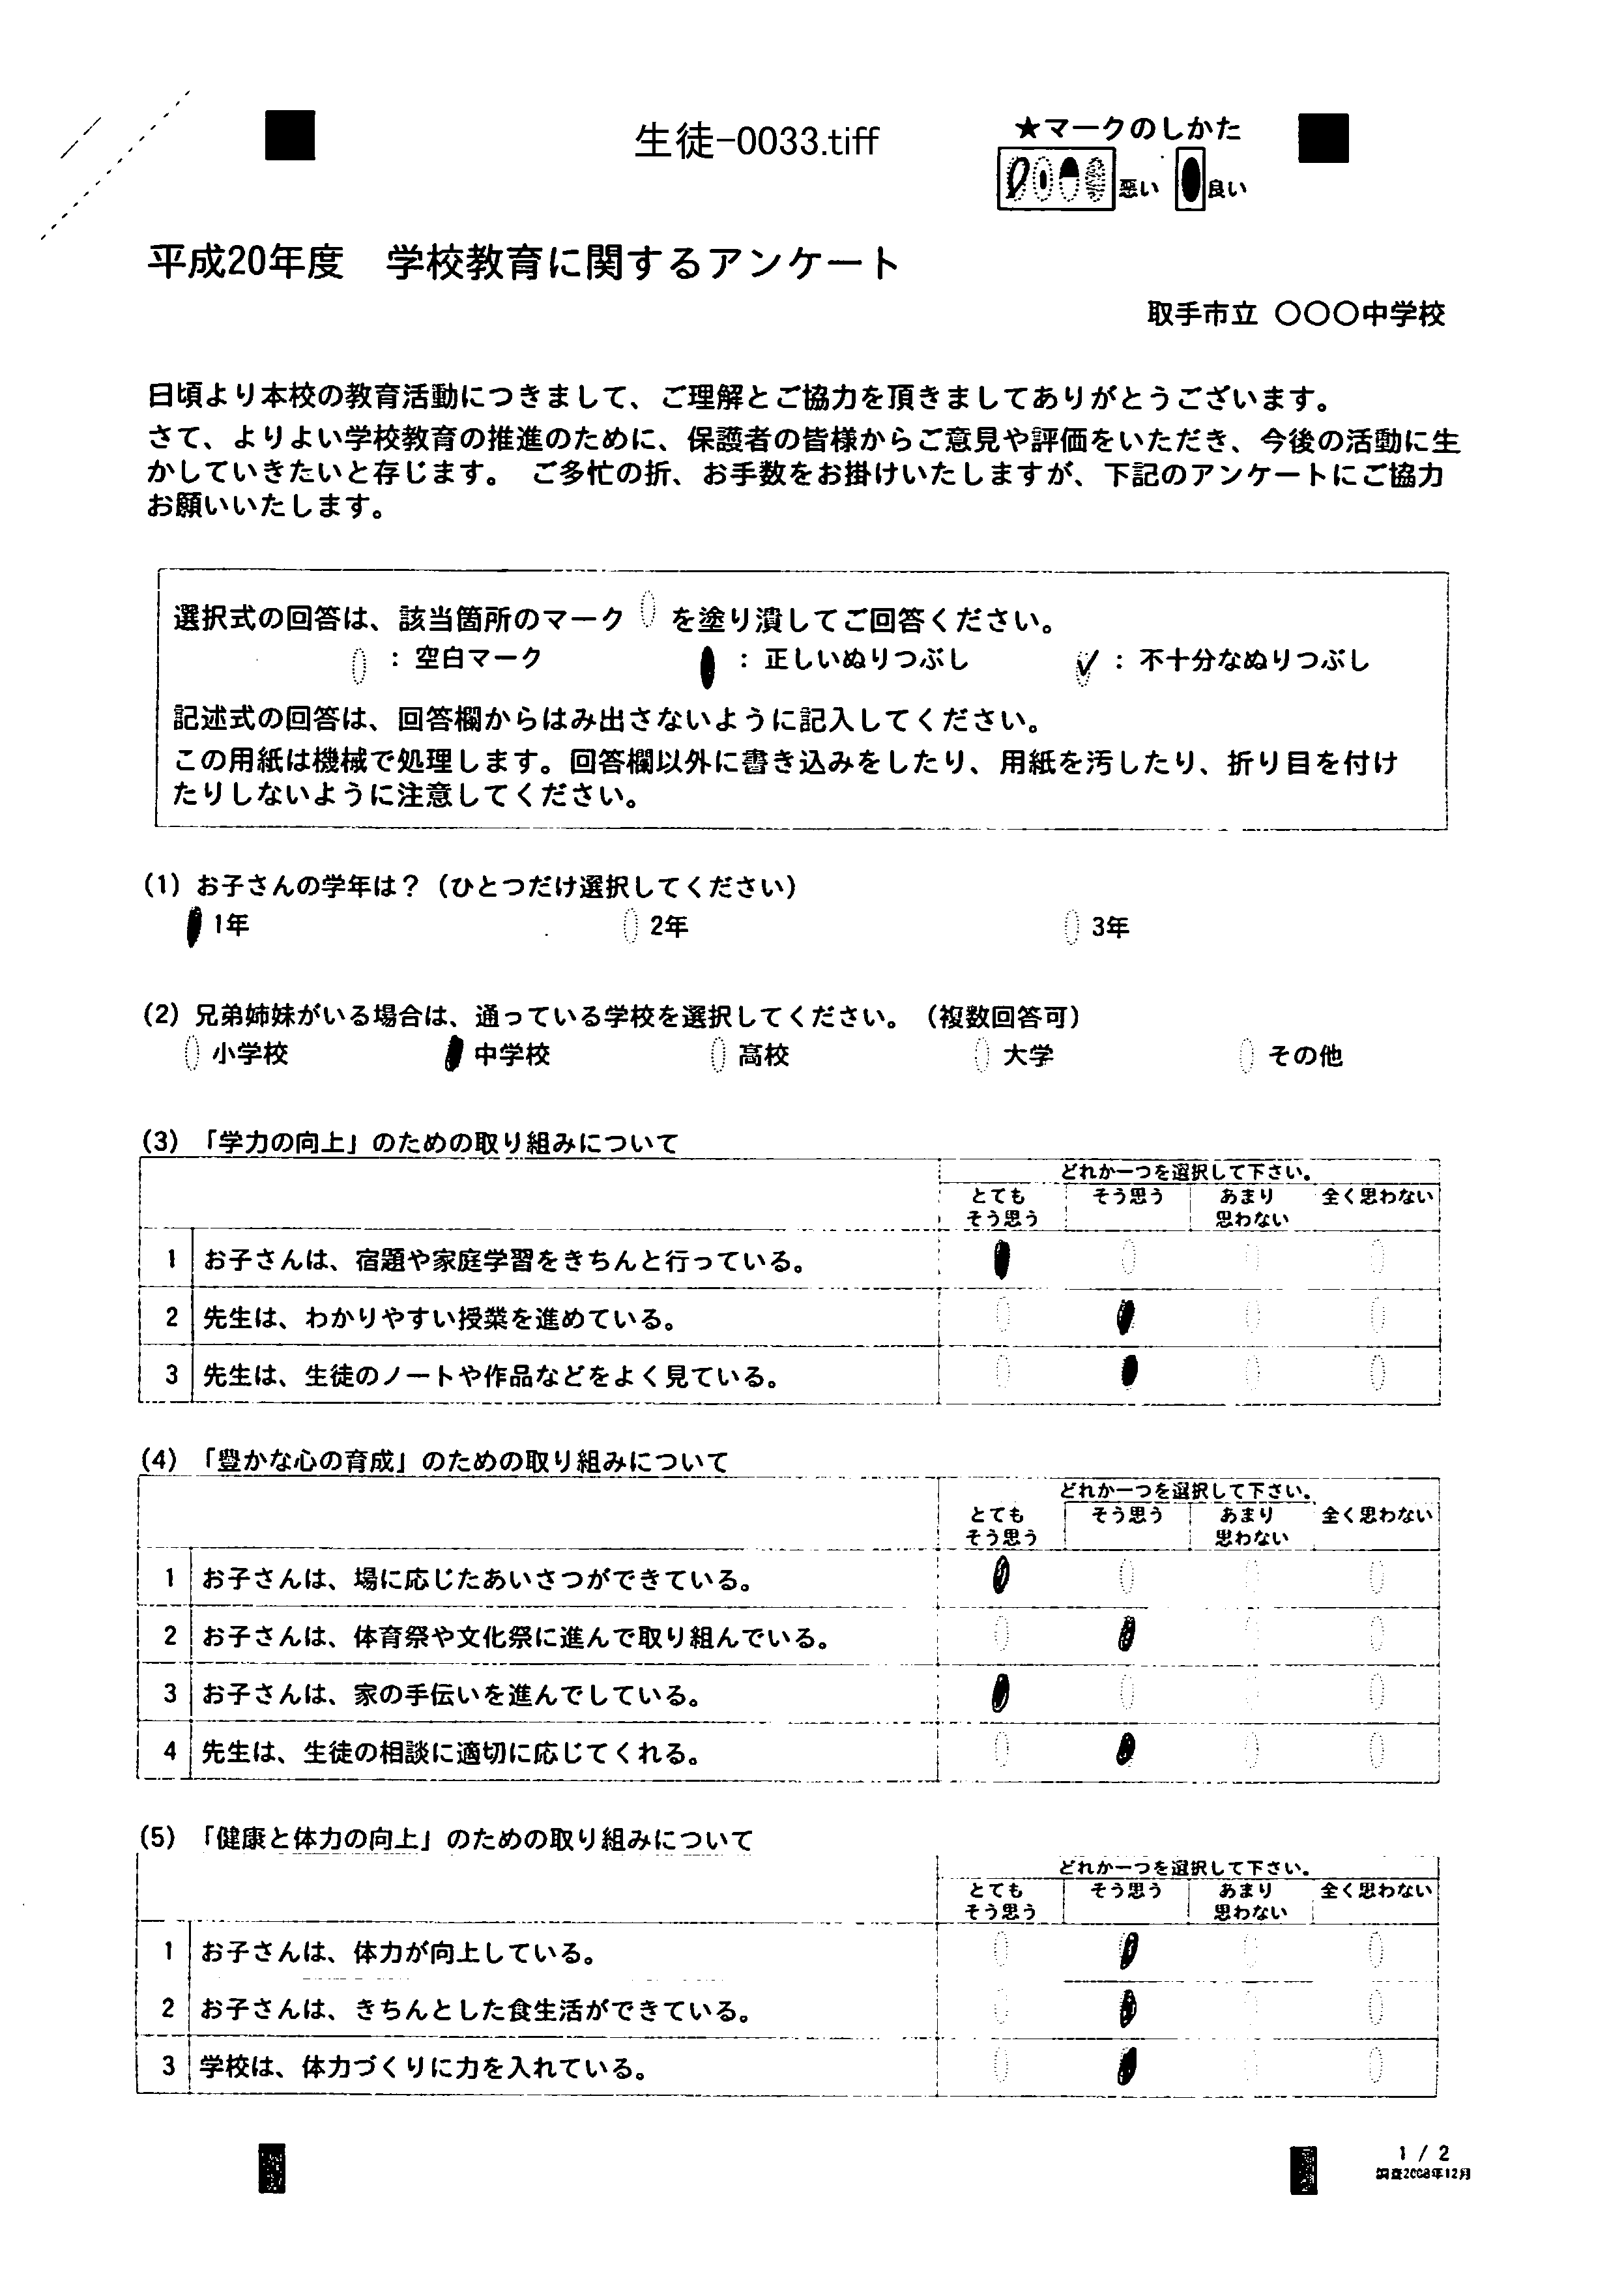 生徒-0033.tiff
★マークのしかた
悪い 良い
平成20年度 学校教育に関するアンケート
取手市立 〇〇〇中学校
日頃より本校の教育活動につきまして、ご理解とご協力を頂きましてありがとうございます。
さて、よりよい学校教育の推進のために、保護者の皆様からご意見や評価をいただき、今後の活動に生
かしていきたいと存じます。 ご多忙の折、お手数をお掛けいたしますが、下記のアンケートにご協力
お願いいたします。
選択式の回答は、該当箇所のマーク を塗り潰してご回答ください。
：空白マーク ：正しいぬりつぶし ：不十分なぬりつぶし
記述式の回答は、回答欄からはみ出さないように記入してください。
この用紙は機械で処理します。回答欄以外に書き込みをしたり、用紙を汚したり、折り目を付け
たりしないように注意してください。
(1) お子さんの学年は？（ひとつだけ選択してください）
1年 2年 3年
(2) 兄弟姉妹がいる場合は、通っている学校を選択してください。（複数回答可）
小学校 中学校 高校 大学 その他
(3) 「学力の向上」のための取り組みについて
どれか一つを選択して下さい。
とても そう思う あまり 全く思わない
そう思う 思わない
1 お子さんは、宿題や家庭学習をきちんと行っている。
2 先生は、わかりやすい授業を進めている。
3 先生は、生徒のノートや作品などをよく見ている。
(4) 「豊かな心の育成」のための取り組みについて
どれか一つを選択して下さい。
とても そう思う あまり 全く思わない
そう思う 思わない
1 お子さんは、場に応じたあいさつができている。
2 お子さんは、体育祭や文化祭に進んで取り組んでいる。
3 お子さんは、家の手伝いを進んでしている。
4 先生は、生徒の相談に適切に応じてくれる。
(5) 「健康と体力の向上」のための取り組みについて
どれか一つを選択して下さい。
とても そう思う あまり 全く思わない
そう思う 思わない
1 お子さんは、体力が向上している。
2 お子さんは、きちんとした食生活ができている。
3 学校は、体力づくりに力を入れている。
1 / 2
調査2008年12月